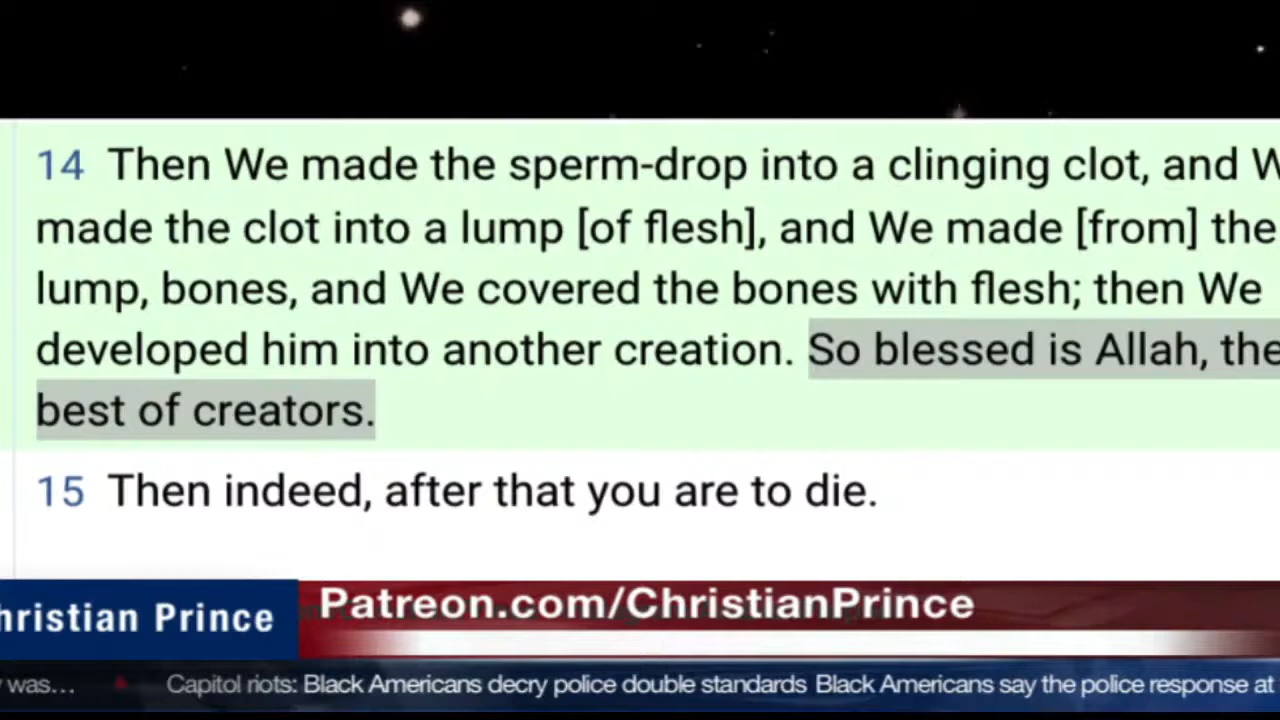 14 Then We made the sperm-drop into a clinging clot, and W
made the clot into a lump [of flesh], and We made [from] the
lump, bones, and We covered the bones with flesh; then We
developed him into another creation. So blessed is Allah, the
best of creators.
15 Then indeed, after that you are to die.
hristian Prince
Patreon.com/ChristianPrince
was... Capitol riots: Black Americans decry police double standards Black Americans say the police response at